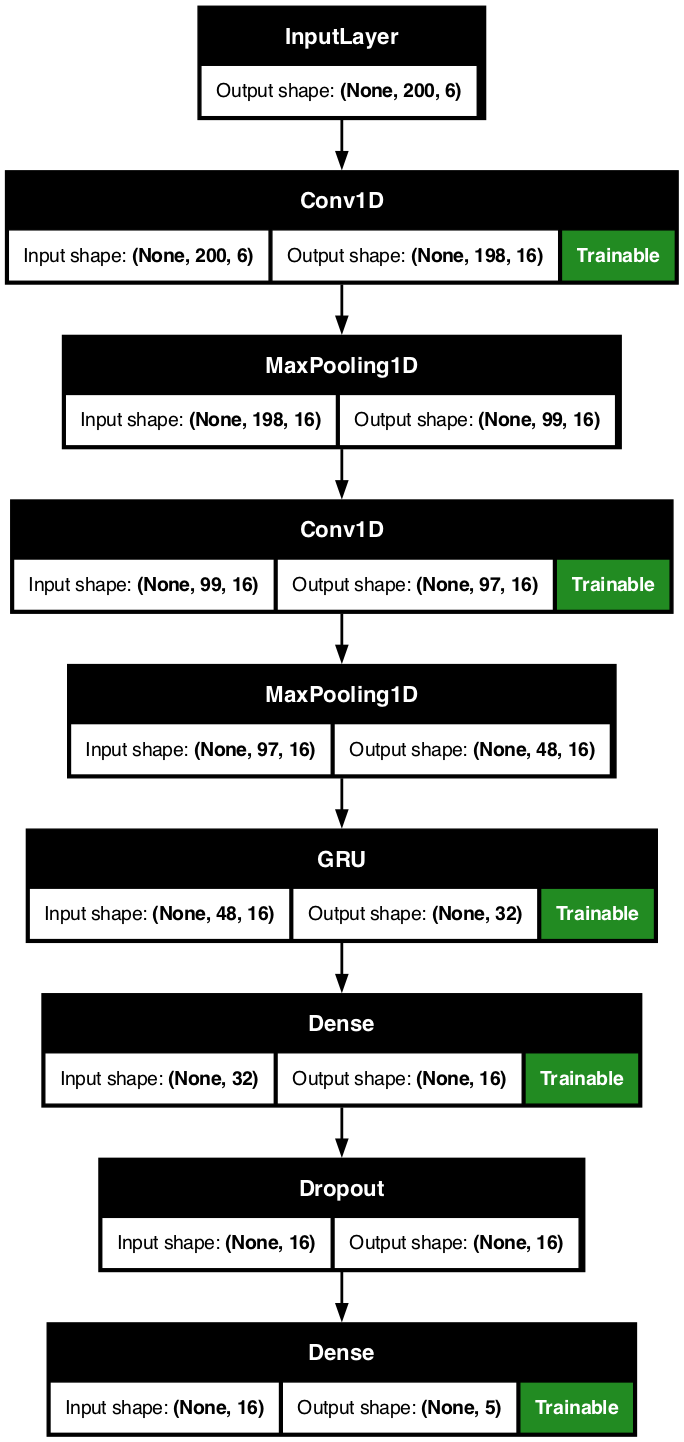 InputLayer
Output shape: (None, 200, 6)
Conv1D
Input shape: (None, 200, 6) Output shape: (None, 198, 16) Trainable
MaxPooling1D
Input shape: (None, 198, 16) Output shape: (None, 99, 16)
Conv1D
Input shape: (None, 99, 16) Output shape: (None, 97, 16) Trainable
MaxPooling1D
Input shape: (None, 97, 16) Output shape: (None, 48, 16)
GRU
Input shape: (None, 48, 16) Output shape: (None, 32) Trainable
Dense
Input shape: (None, 32) Output shape: (None, 16) Trainable
Dropout
Input shape: (None, 16) Output shape: (None, 16)
Dense
Input shape: (None, 16) Output shape: (None, 5) Trainable